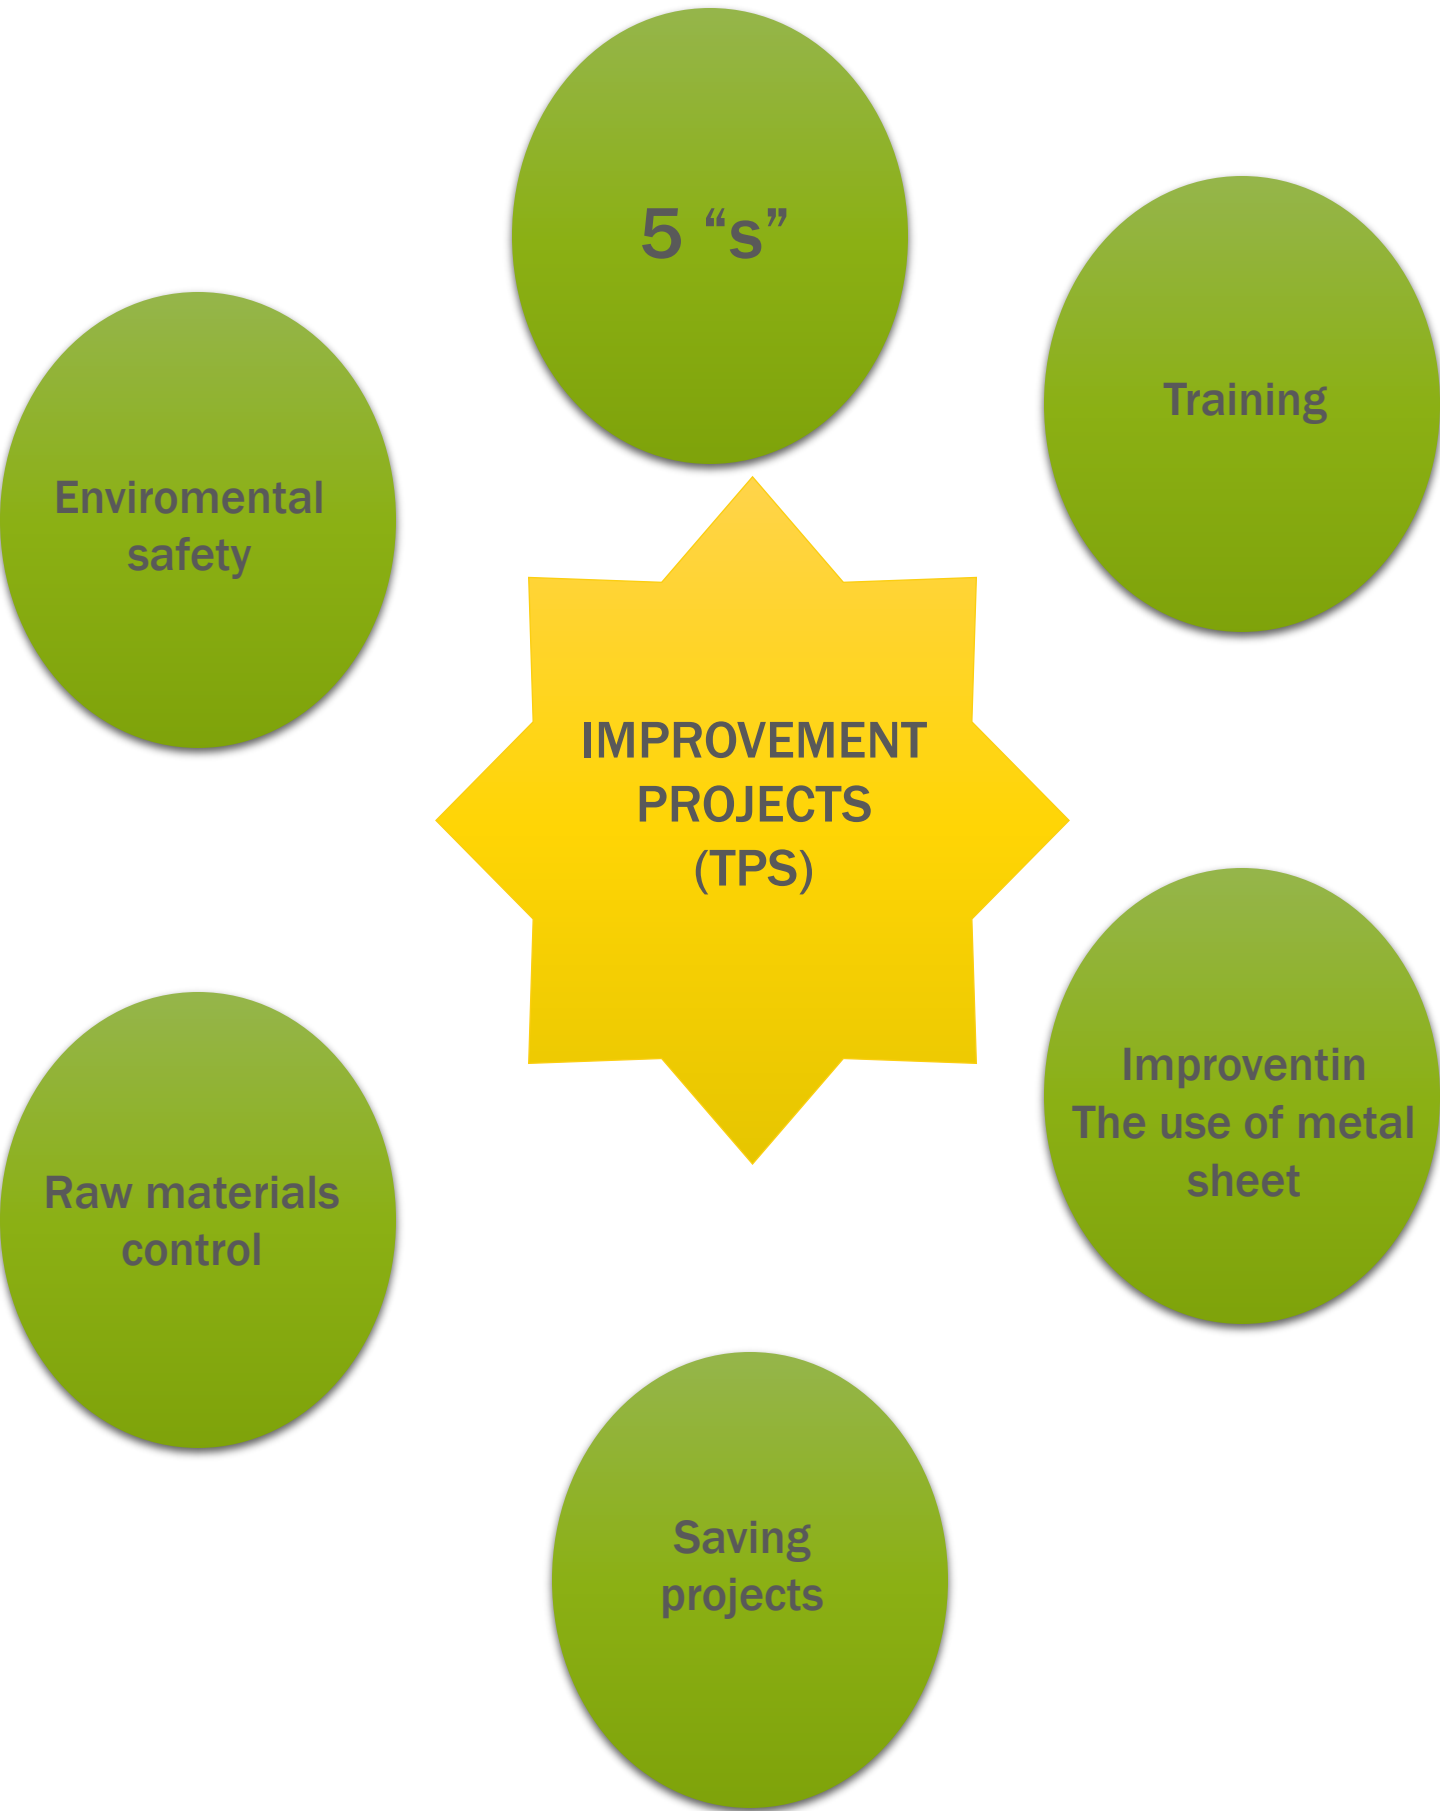 5 “s”
Training
Enviromental
safety
IMPROVEMENT
PROJECTS
(TPS)
Improventin
The use of metal
sheet
Raw materials
control
Saving
projects